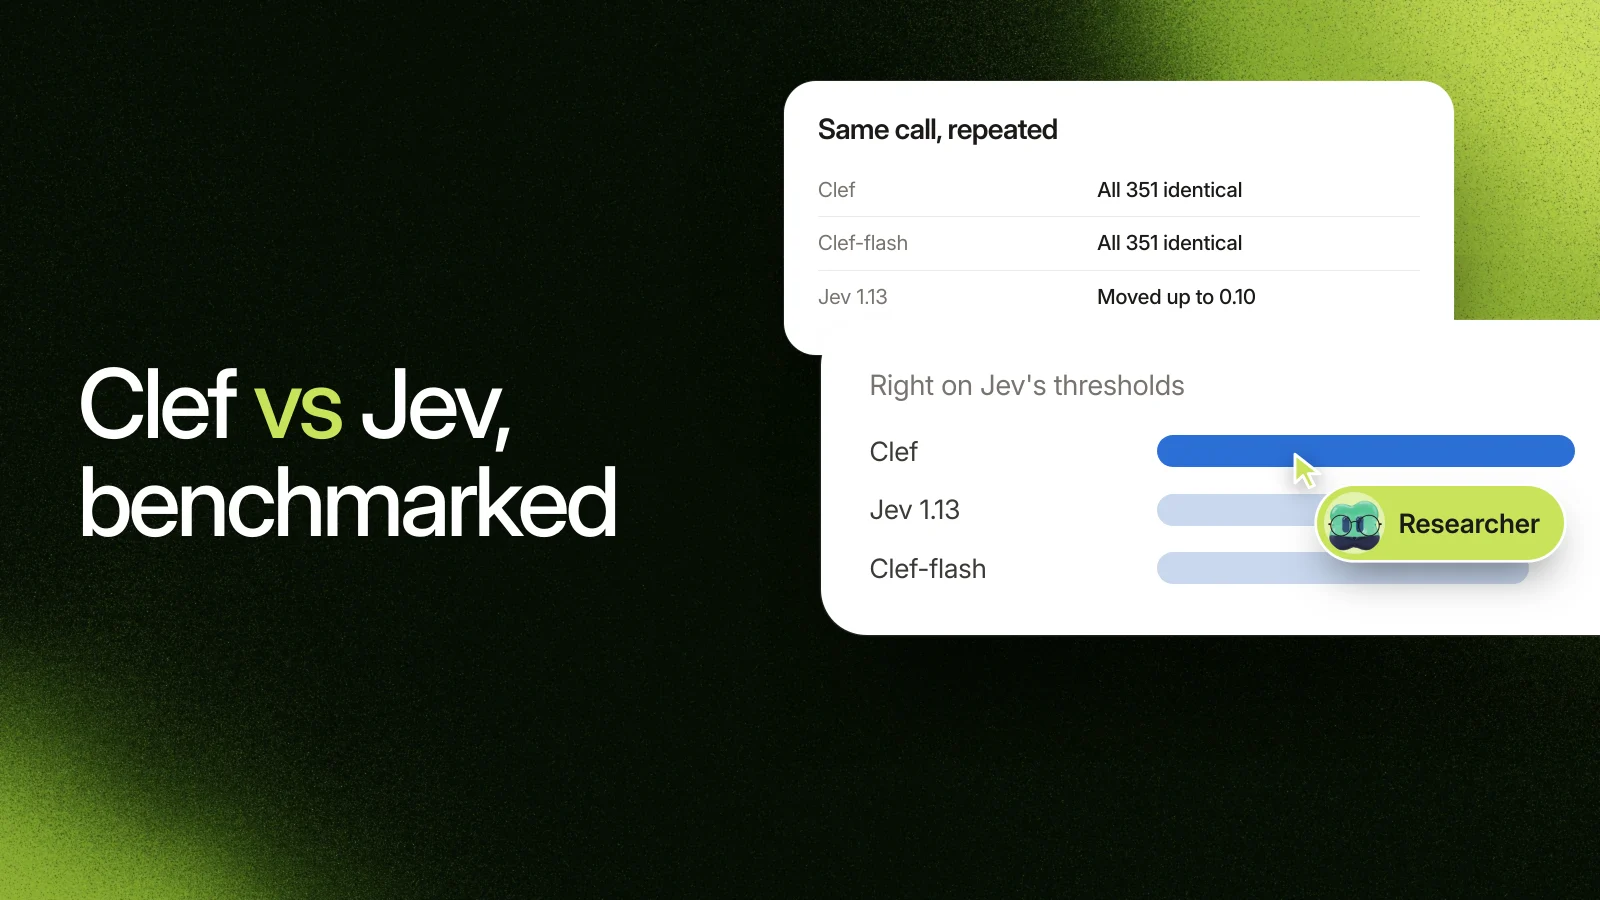 Clef vs Jev,
benchmarked
Same call, repeated
Clef All 351 identical
Clef-flash All 351 identical
Jev 1.13 Moved up to 0.10
Right on Jev's thresholds
Clef
Jev 1.13
Researcher
Clef-flash